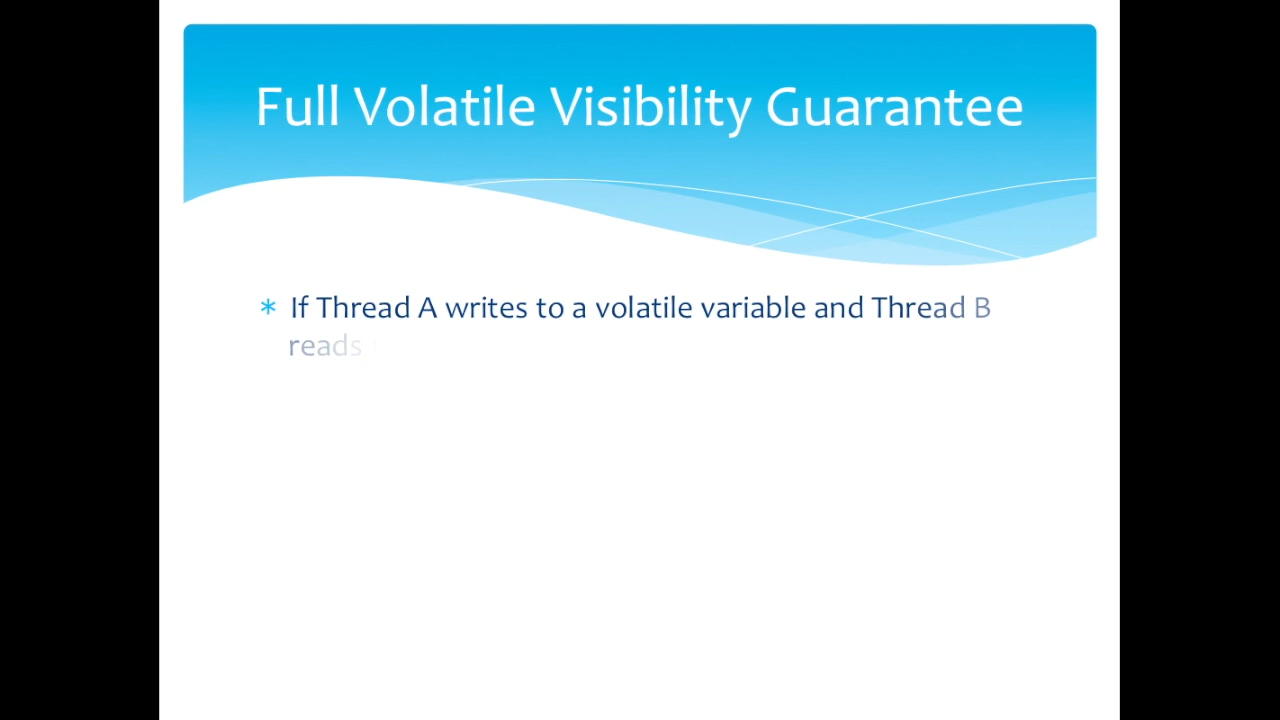 Full Volatile Visibility Guarantee
* If Thread A writes to a volatile variable and Thread B
reads